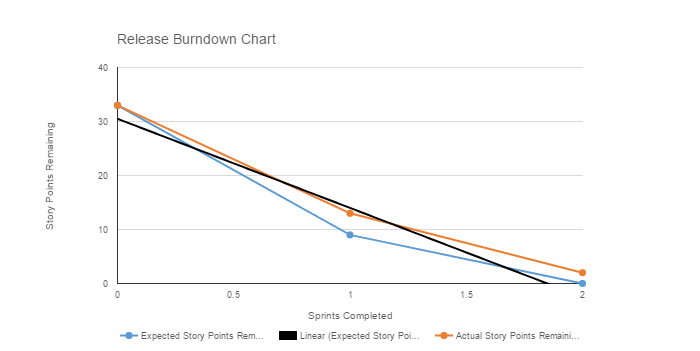 Release Burndown Chart
Story Points Remaining
40
30
20
10
0
0 0.5 1 1.5 2
Sprints Completed
Expected Story Points Rem... Linear (Expected Story Poi... Actual Story Points Remaini...